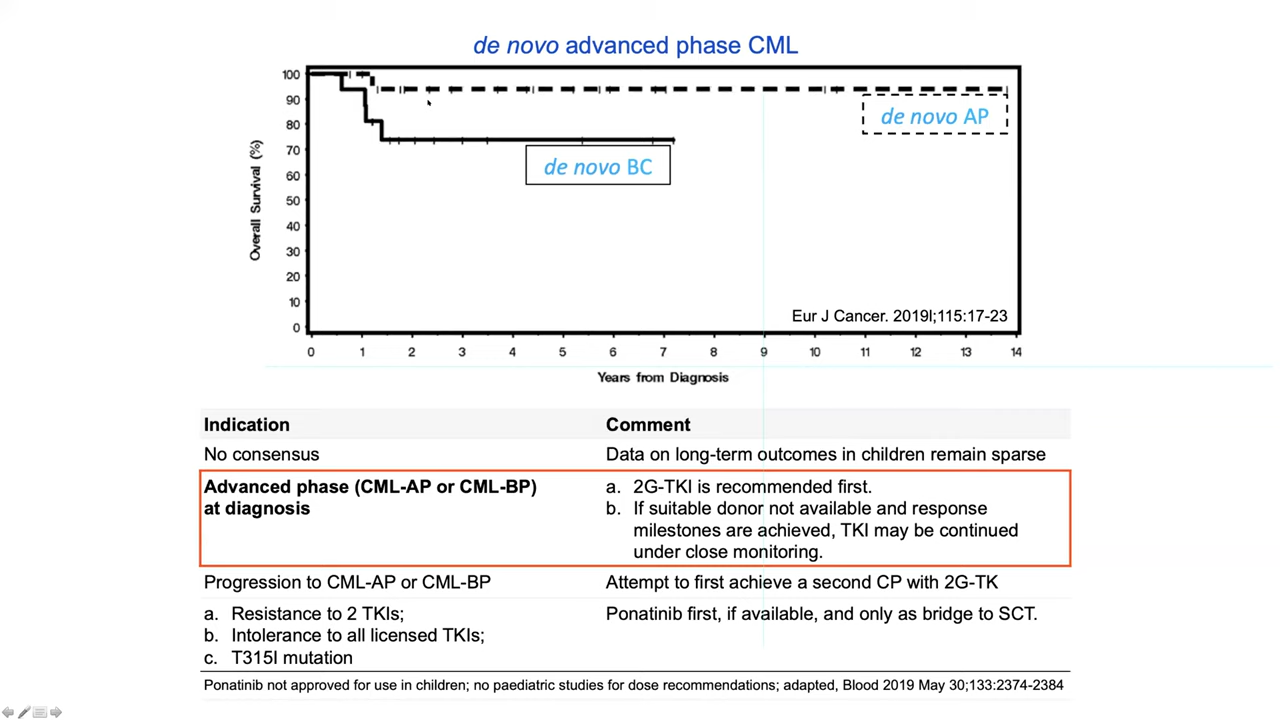 de novo advanced phase CML
100
90
80
70
60
50
40
30
20
10
0
Overall Survival (%)
de novo AP
de novo BC
Eur J Cancer. 2019l;115:17-23
0 1 2 3 4 5 6 7 8 9 10 11 12 13 14
Years from Diagnosis
Indication Comment
No consensus Data on long-term outcomes in children remain sparse
Advanced phase (CML-AP or CML-BP) a. 2G-TKI is recommended first.
at diagnosis b. If suitable donor not available and response
milestones are achieved, TKI may be continued
under close monitoring.
Progression to CML-AP or CML-BP Attempt to first achieve a second CP with 2G-TK
a. Resistance to 2 TKIs; Ponatinib first, if available, and only as bridge to SCT.
b. Intolerance to all licensed TKIs;
c. T315I mutation
Ponatinib not approved for use in children; no paediatric studies for dose recommendations; adapted, Blood 2019 May 30;133:2374-2384